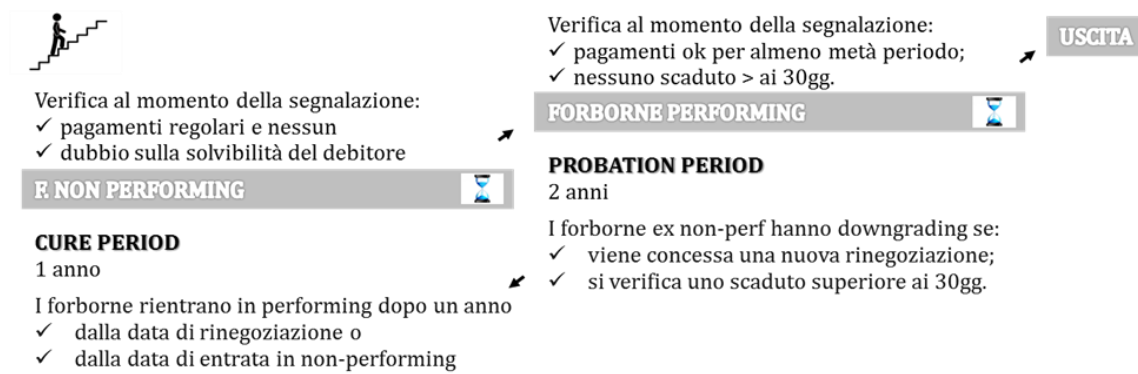 Verifica al momento della segnalazione:
✓ pagamenti regolari e nessun
✓ dubbio sulla solvibilità del debitore
F. NON PERFORMING
CURE PERIOD
1 anno
I forborne rientrano in performing dopo un anno
✓ dalla data di rinegoziazione o
✓ dalla data di entrata in non-performing
Verifica al momento della segnalazione:
✓ pagamenti ok per almeno metà periodo;
✓ nessuno scaduto > ai 30gg.
FORBORNE PERFORMING
PROBATION PERIOD
2 anni
I forborne ex non-perf hanno downgrading se:
✓ viene concessa una nuova rinegoziazione;
✓ si verifica uno scaduto superiore ai 30gg.
USCITA